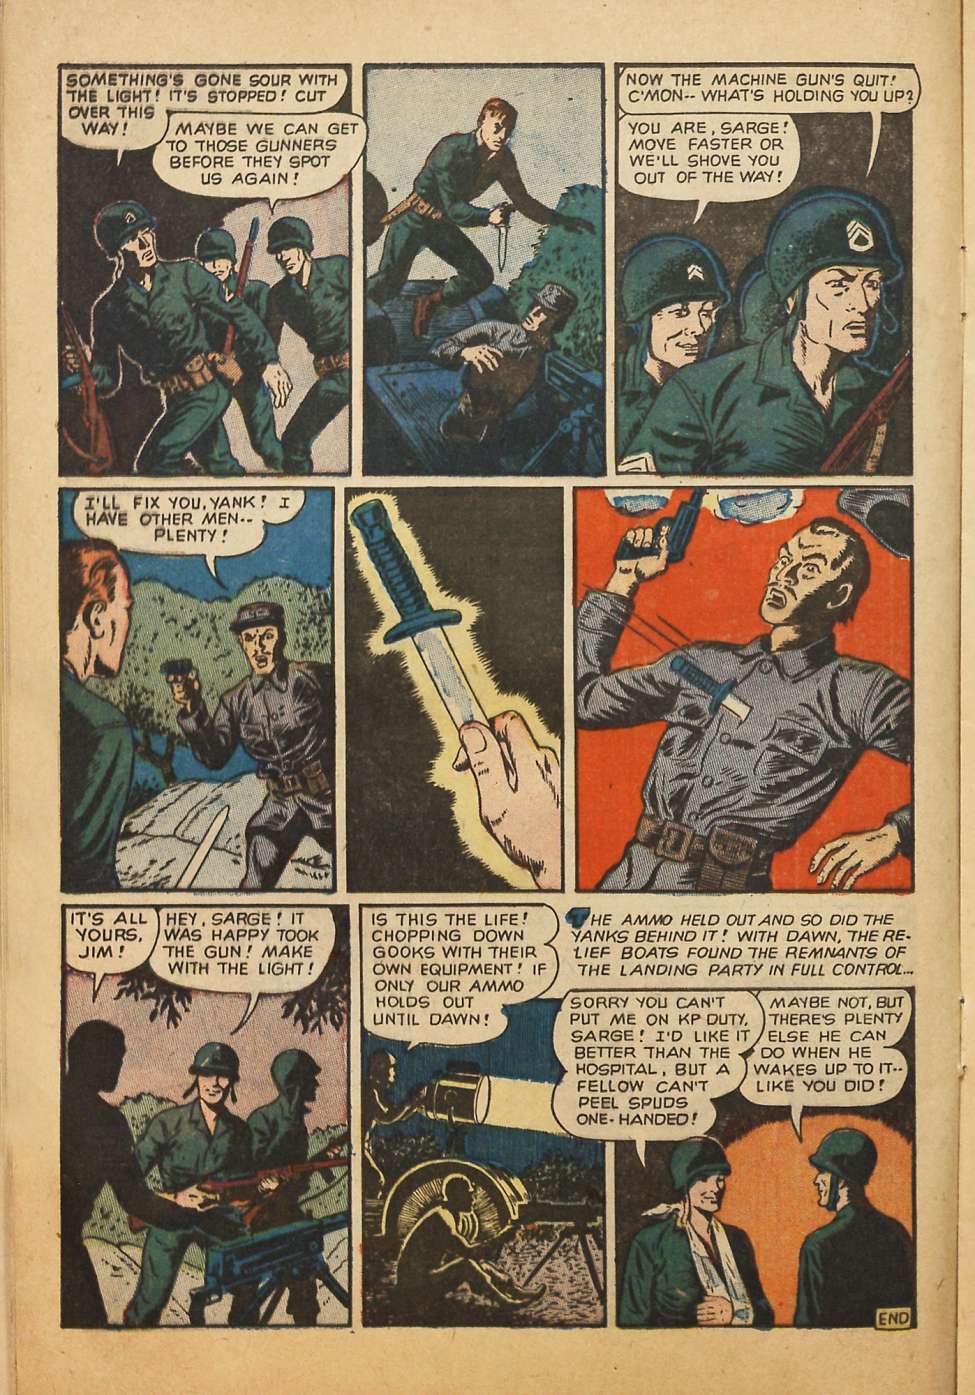 SOMETHING'S GONE SOUR WITH
THE LIGHT! IT'S STOPPED! CUT
OVER THIS
WAY!
MAYBE WE CAN GET
TO THOSE GUNNERS
BEFORE THEY SPOT
US AGAIN!
NOW THE MACHINE GUN'S QUIT!
C'MON-- WHAT'S HOLDING YOU UP?
YOU ARE, SARGE!
MOVE FASTER OR
WE'LL SHOVE YOU
OUT OF THE WAY!
I'LL FIX YOU, YANK! I
HAVE OTHER MEN--
PLENTY!
IT'S ALL
YOURS,
JIM!
HEY, SARGE! IT
WAS HAPPY TOOK
THE GUN! MAKE
WITH THE LIGHT!
IS THIS THE LIFE!
CHOPPING DOWN
GOOKS WITH THEIR
OWN EQUIPMENT! IF
ONLY OUR AMMO
HOLDS OUT
UNTIL DAWN!
THE AMMO HELD OUT AND SO DID THE
YANKS BEHIND IT! WITH DAWN, THE RE-
LIEF BOATS FOUND THE REMNANTS OF
THE LANDING PARTY IN FULL CONTROL...
SORRY YOU CAN'T
PUT ME ON KP DUTY,
SARGE! I'D LIKE IT
BETTER THAN THE
HOSPITAL, BUT A
FELLOW CAN'T
PEEL SPUDS
ONE-HANDED!
MAYBE NOT, BUT
THERE'S PLENTY
ELSE HE CAN
DO WHEN HE
WAKES UP TO IT--
LIKE YOU DID!
END